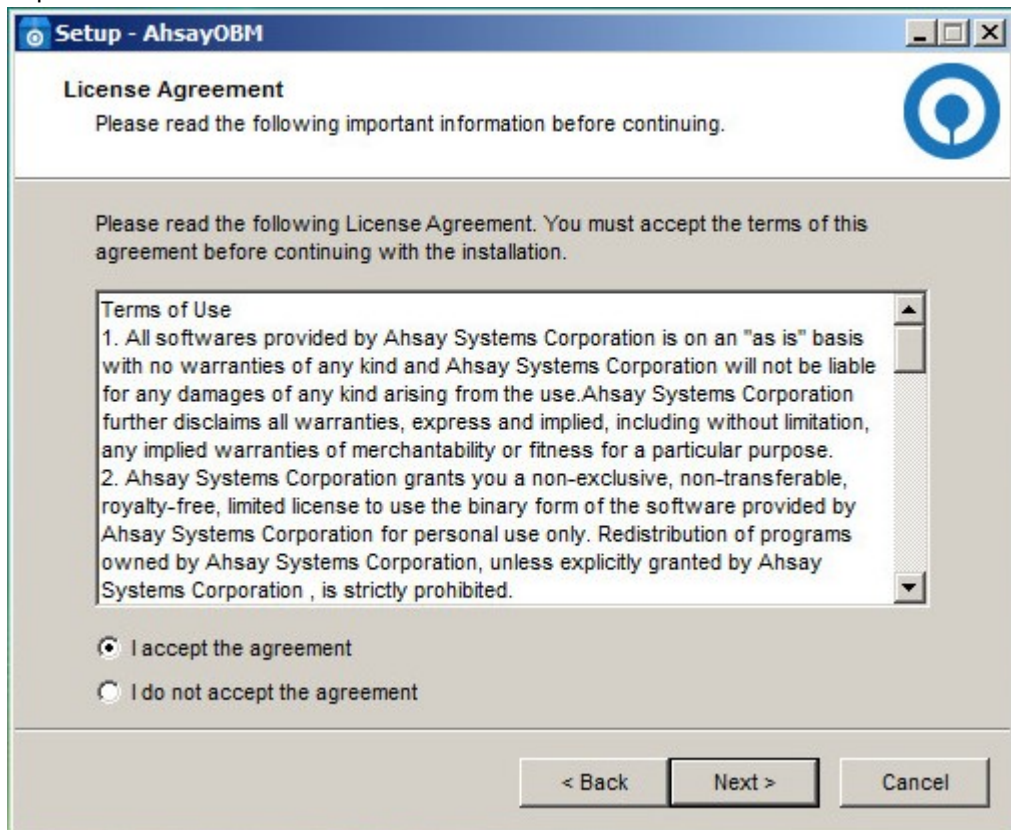 Setup - AhsayOBM
License Agreement
Please read the following important information before continuing.
Please read the following License Agreement. You must accept the terms of this
agreement before continuing with the installation.
Terms of Use
1. All softwares provided by Ahsay Systems Corporation is on an "as is" basis
with no warranties of any kind and Ahsay Systems Corporation will not be liable
for any damages of any kind arising from the use.Ahsay Systems Corporation
further disclaims all warranties, express and implied, including without limitation,
any implied warranties of merchantability or fitness for a particular purpose.
2. Ahsay Systems Corporation grants you a non-exclusive, non-transferable,
royalty-free, limited license to use the binary form of the software provided by
Ahsay Systems Corporation for personal use only. Redistribution of programs
owned by Ahsay Systems Corporation, unless explicitly granted by Ahsay
Systems Corporation , is strictly prohibited.
I accept the agreement
I do not accept the agreement
< Back
Next >
Cancel